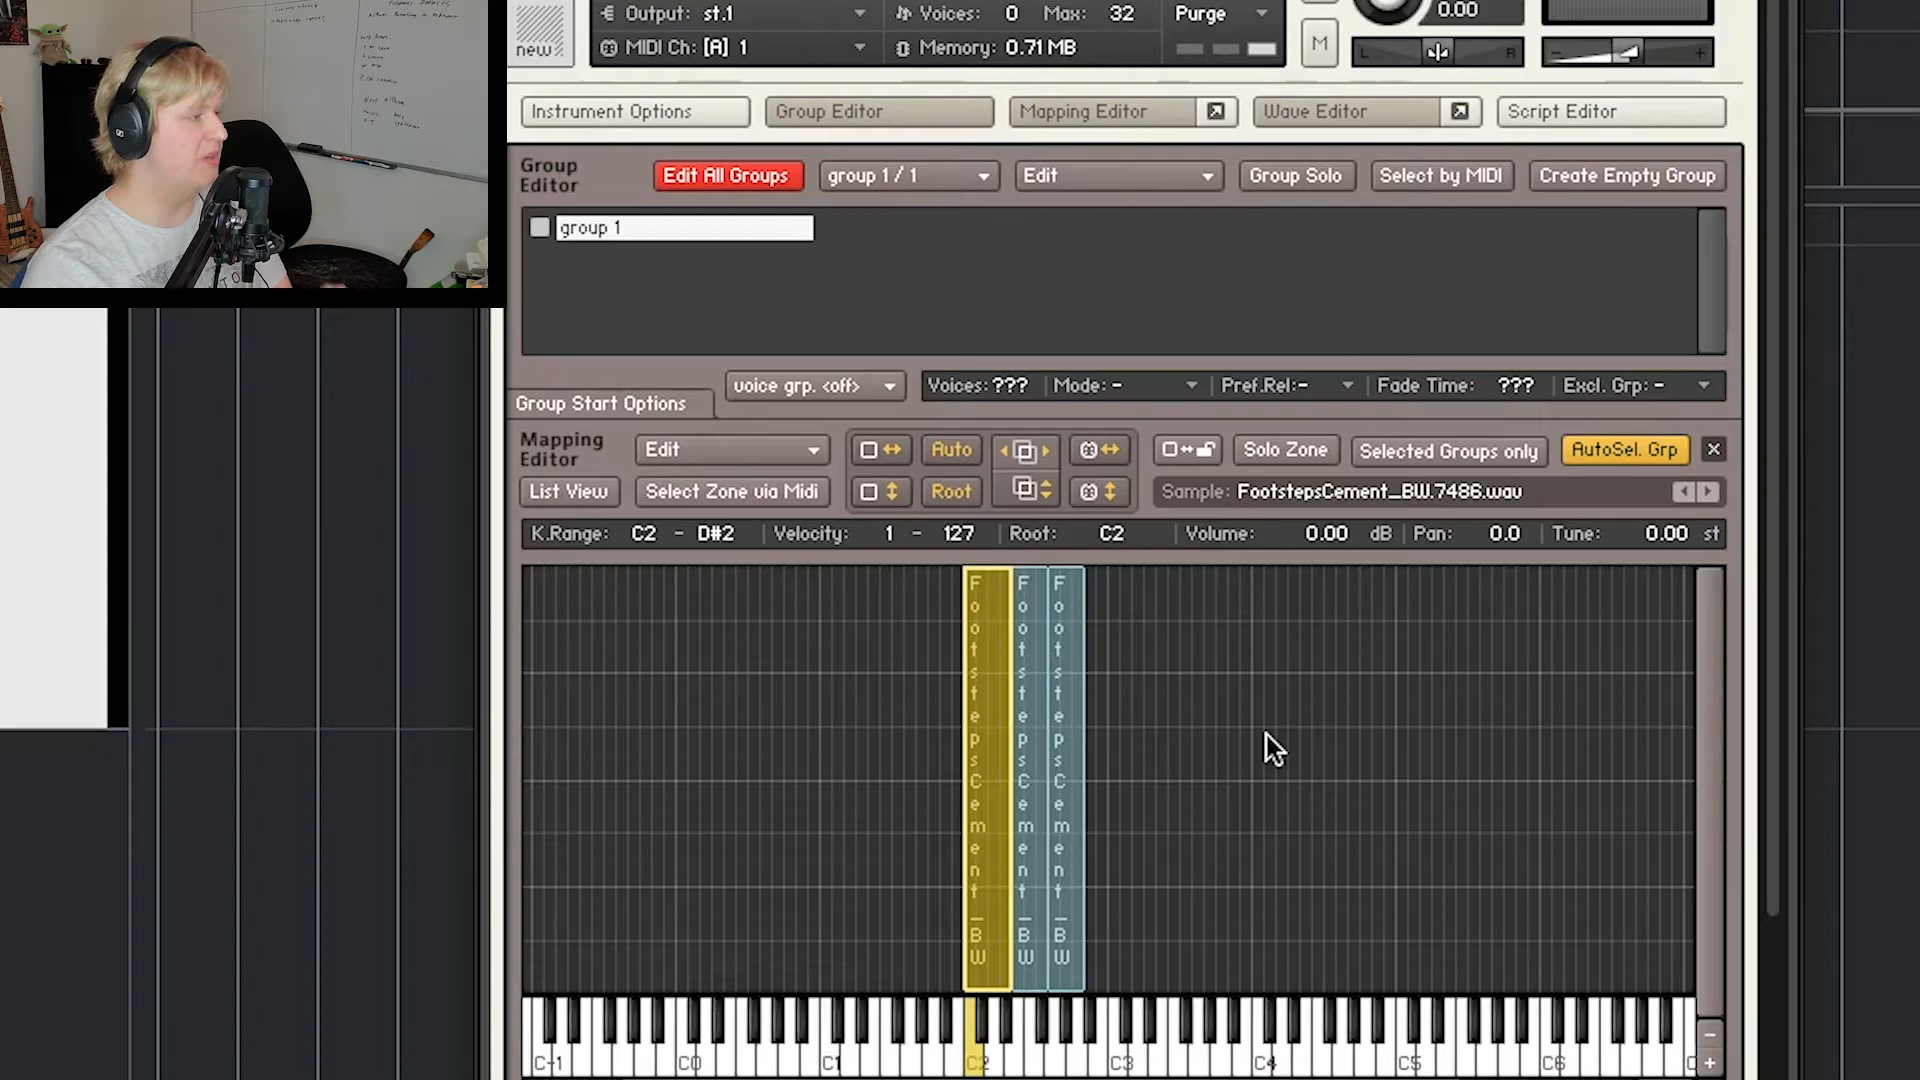 new
Output: st.1
Voices: 0 Max: 32
Purge
MIDI Ch: [A] 1
Memory: 0.71 MB
M
0.00
L R
- +
Instrument Options
Group Editor
Mapping Editor
Wave Editor
Script Editor
Group Editor
Edit All Groups
group 1 / 1
Edit
Group Solo
Select by MIDI
Create Empty Group
group 1
Group Start Options
voice grp. <off>
Voices: ???
Mode: -
Pref.Rel:-
Fade Time: ???
Excl. Grp: -
Mapping Editor
Edit
Auto
Solo Zone
Selected Groups only
AutoSel. Grp
List View
Select Zone via Midi
Root
Sample: FootstepsCement_BW.7486.wav
K.Range: C2 - D#2
Velocity: 1 - 127
Root: C2
Volume: 0.00 dB
Pan: 0.0
Tune: 0.00 st
FootstepsCement_BW
FootstepsCement_BW
FootstepsCement_BW
C-1 C0 C1 C2 C3 C4 C5 C6
-
+